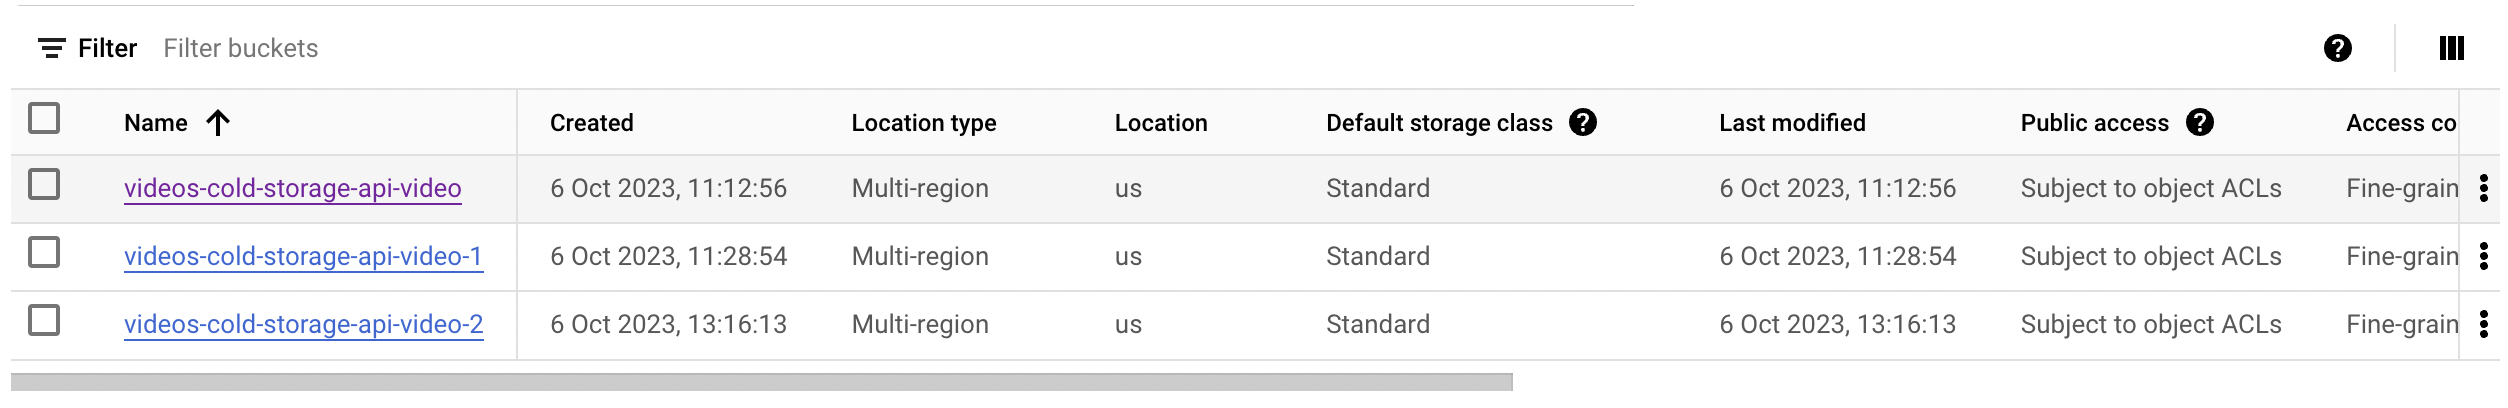 Filter Filter buckets
Name Created Location type Location Default storage class Last modified Public access Access co
videos-cold-storage-api-video 6 Oct 2023, 11:12:56 Multi-region us Standard 6 Oct 2023, 11:12:56 Subject to object ACLs Fine-grain
videos-cold-storage-api-video-1 6 Oct 2023, 11:28:54 Multi-region us Standard 6 Oct 2023, 11:28:54 Subject to object ACLs Fine-grain
videos-cold-storage-api-video-2 6 Oct 2023, 13:16:13 Multi-region us Standard 6 Oct 2023, 13:16:13 Subject to object ACLs Fine-grain